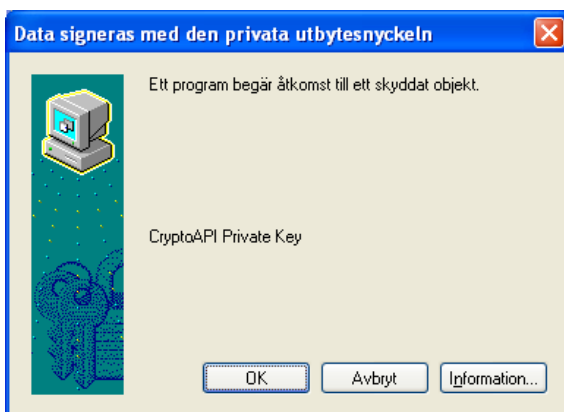 Data signeras med den privata utbytesnyckeln
Ett program begär åtkomst till ett skyddat objekt.
CryptoAPI Private Key
OK
Avbryt
Information...